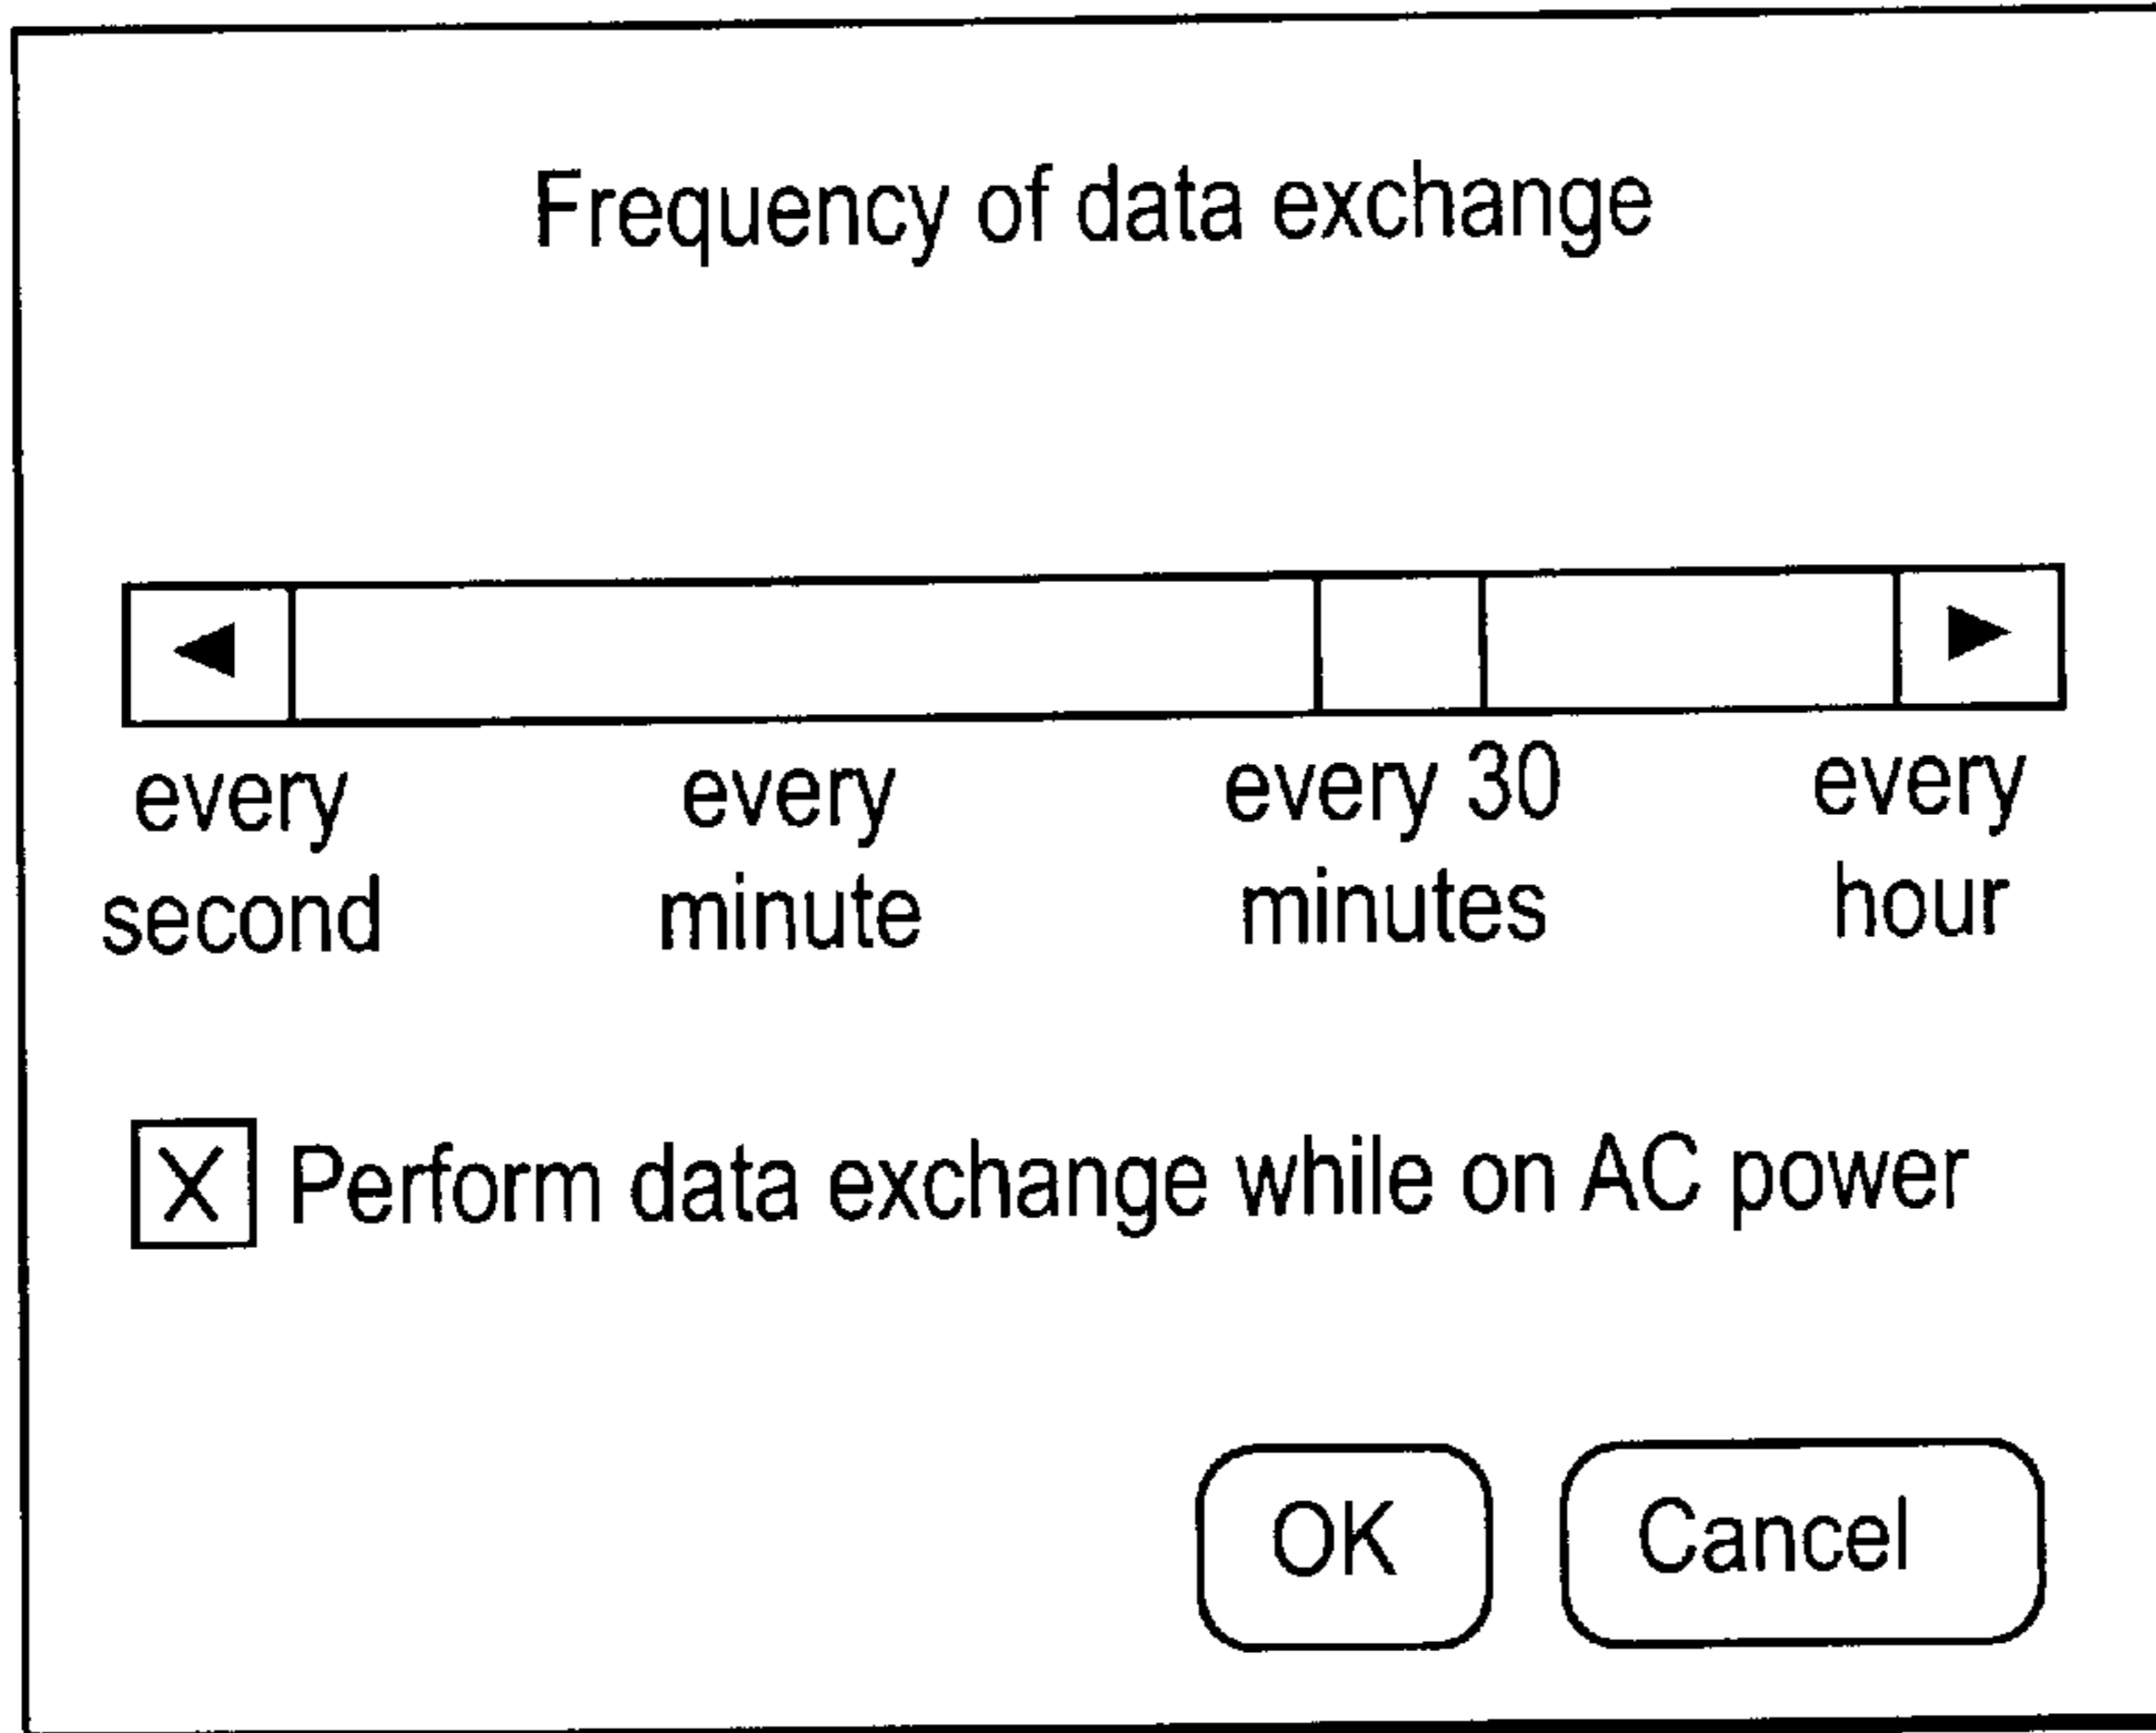 Frequency of data exchange
every second
every minute
every 30 minutes
every hour
X Perform data exchange while on AC power
OK Cancel